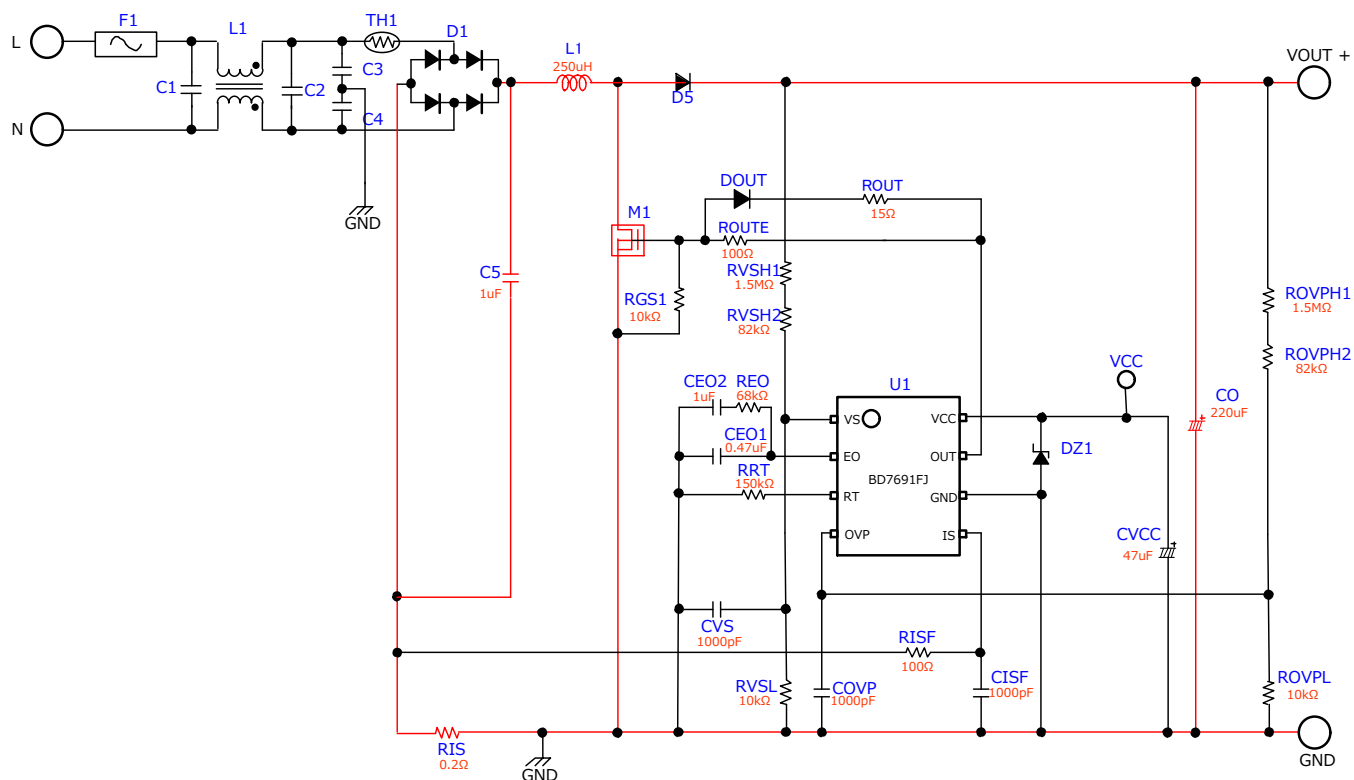 F1
L
L1
TH1
D1
C1
C2
C3
C4
N
GND
L1
250uH
D5
VOUT +
DOUT
ROUT
15Ω
M1
ROUTE
100Ω
C5
1uF
RGS1
10kΩ
RVSH1
1.5MΩ
RVSH2
82kΩ
ROVPH1
1.5MΩ
ROVPH2
82kΩ
CEO2
1uF
REO
68kΩ
CEO1
0.47uF
RRT
150kΩ
U1
VS
EO
RT
OVP
BD7691FJ
VCC
OUT
GND
IS
VCC
DZ1
CO
220uF
CVCC
47uF
CVS
1000pF
RISF
100Ω
RVSL
10kΩ
COVP
1000pF
CISF
1000pF
ROVPL
10kΩ
RIS
0.2Ω
GND
GND